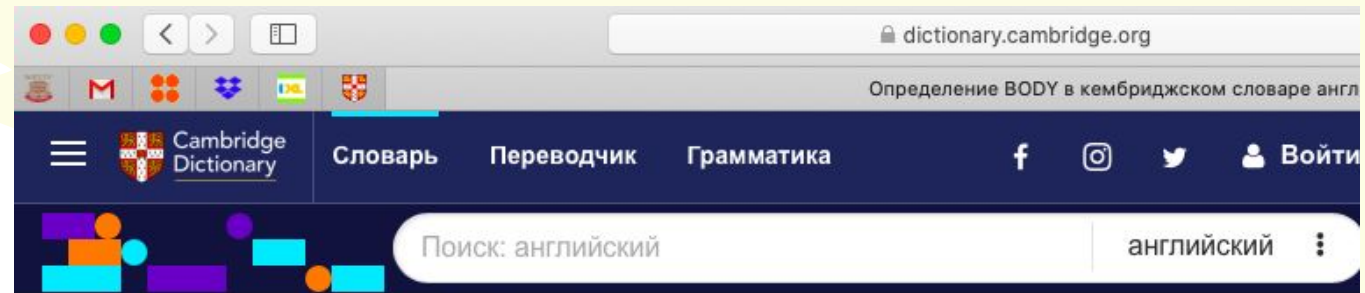 dictionary.cambridge.org
Определение BODY в кембриджском словаре англ
Cambridge
Dictionary
Словарь Переводчик Грамматика Войти
Поиск: английский английский